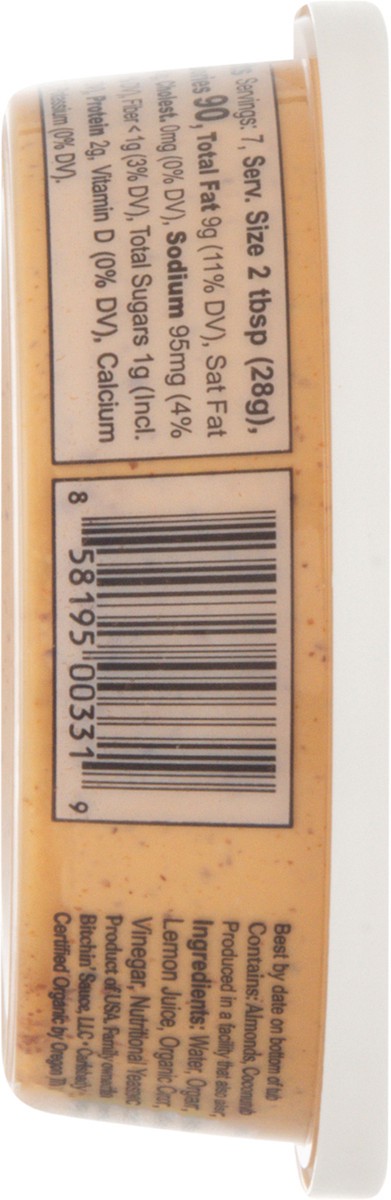 Servings: 7, Serv. Size 2 tbsp (28g),
90, Total Fat 9g (11% DV), Sat Fat
Cholest. 0mg (0% DV), Sodium 95mg (4%
Fiber < 1g (3% DV), Total Sugars 1g (Incl.
Protein 2g, Vitamin D (0% DV), Calcium
(0% DV).
8 58195 00331 9
Best by date on bottom of tub
Contains: Almonds,
Produced in a facility that also
Ingredients: Water,
Lemon Juice, Organic
Vinegar, Nutritional
Product of USA. Family
Bitchin' Sauce, LLC •
Certified Organic by Oregon